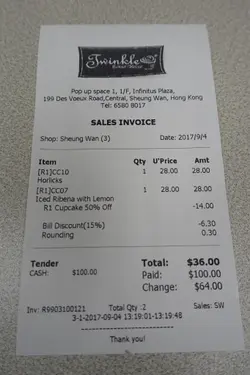 Twinkle
Pop up space 1, 1/F, Infinitus Plaza,
199 Des Voeux Road,Central, Sheung Wan, Hong Kong
Tel: 6580 8017
SALES INVOICE
Shop: Sheung Wan (3) Date: 2017/9/4
Item Qty U'Price Amt
[R1]CC10 1 28.00 28.00
Horlicks
[R1]CC07 1 28.00 28.00
Iced Ribena with Lemon
R1 Cupcake 50% Off -14.00
Bill Discount(15%) -6.30
Rounding 0.30
Tender Total: $36.00
CASH: $100.00 Paid: $100.00
Change: $64.00
Inv: R9903100121 Total Qty :2 Sales: SW
3-1-2017-09-04 13:19:01-13:19:48
Thank you!